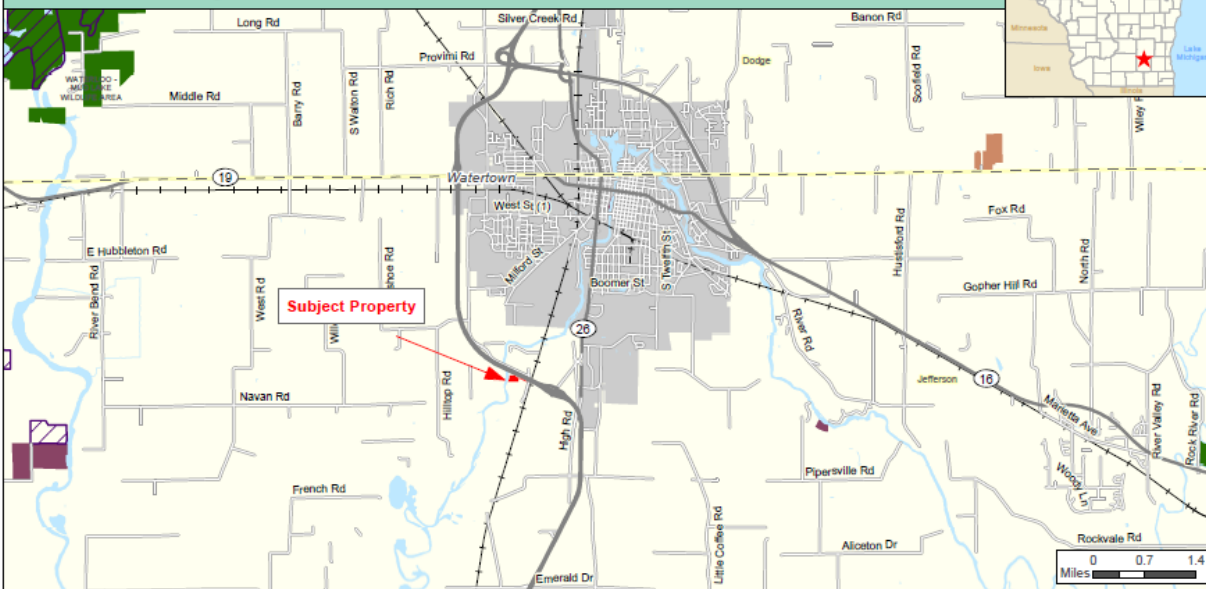 Long Rd
Silver Creek Rd
Banon Rd
Minnesota
Iowa
Illinois
Lake
Michigan
Provimi Rd
Dodge
WILDLIFE AREA
Middle Rd
Barry Rd
S Walton Rd
Rich Rd
Scofield Rd
19
Watertown
West St (1)
Fox Rd
E Hubbleton Rd
River Bend Rd
West Rd
Milford St
Boomer St
S Twelfth St
Hustisford Rd
North Rd
Gopher Hill Rd
Subject Property
26
River Rd
Jefferson
16
Navan Rd
Hilltop Rd
High Rd
Marietta Ave
River Valley Rd
Rock River Rd
Pipersville Rd
Woody Ln
French Rd
Little Coffee Rd
Aliceton Dr
Rockvale Rd
Emerald Dr
0 0.7 1.4
Miles